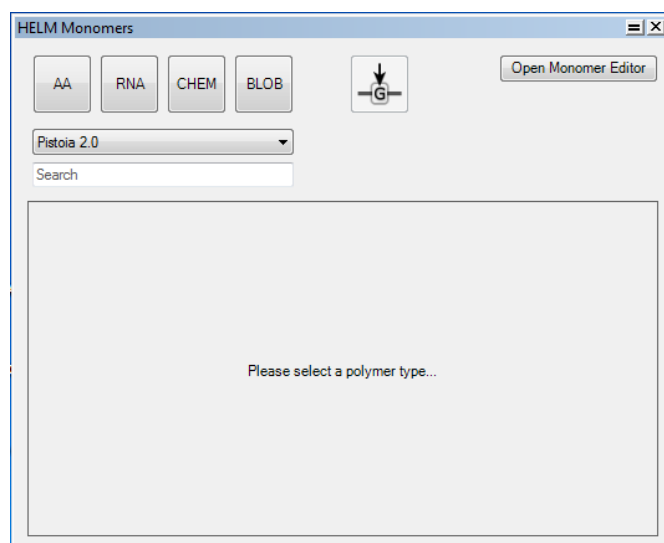 HELM Monomers
AA RNA CHEM BLOB G Open Monomer Editor
Pistoia 2.0
Search
Please select a polymer type...